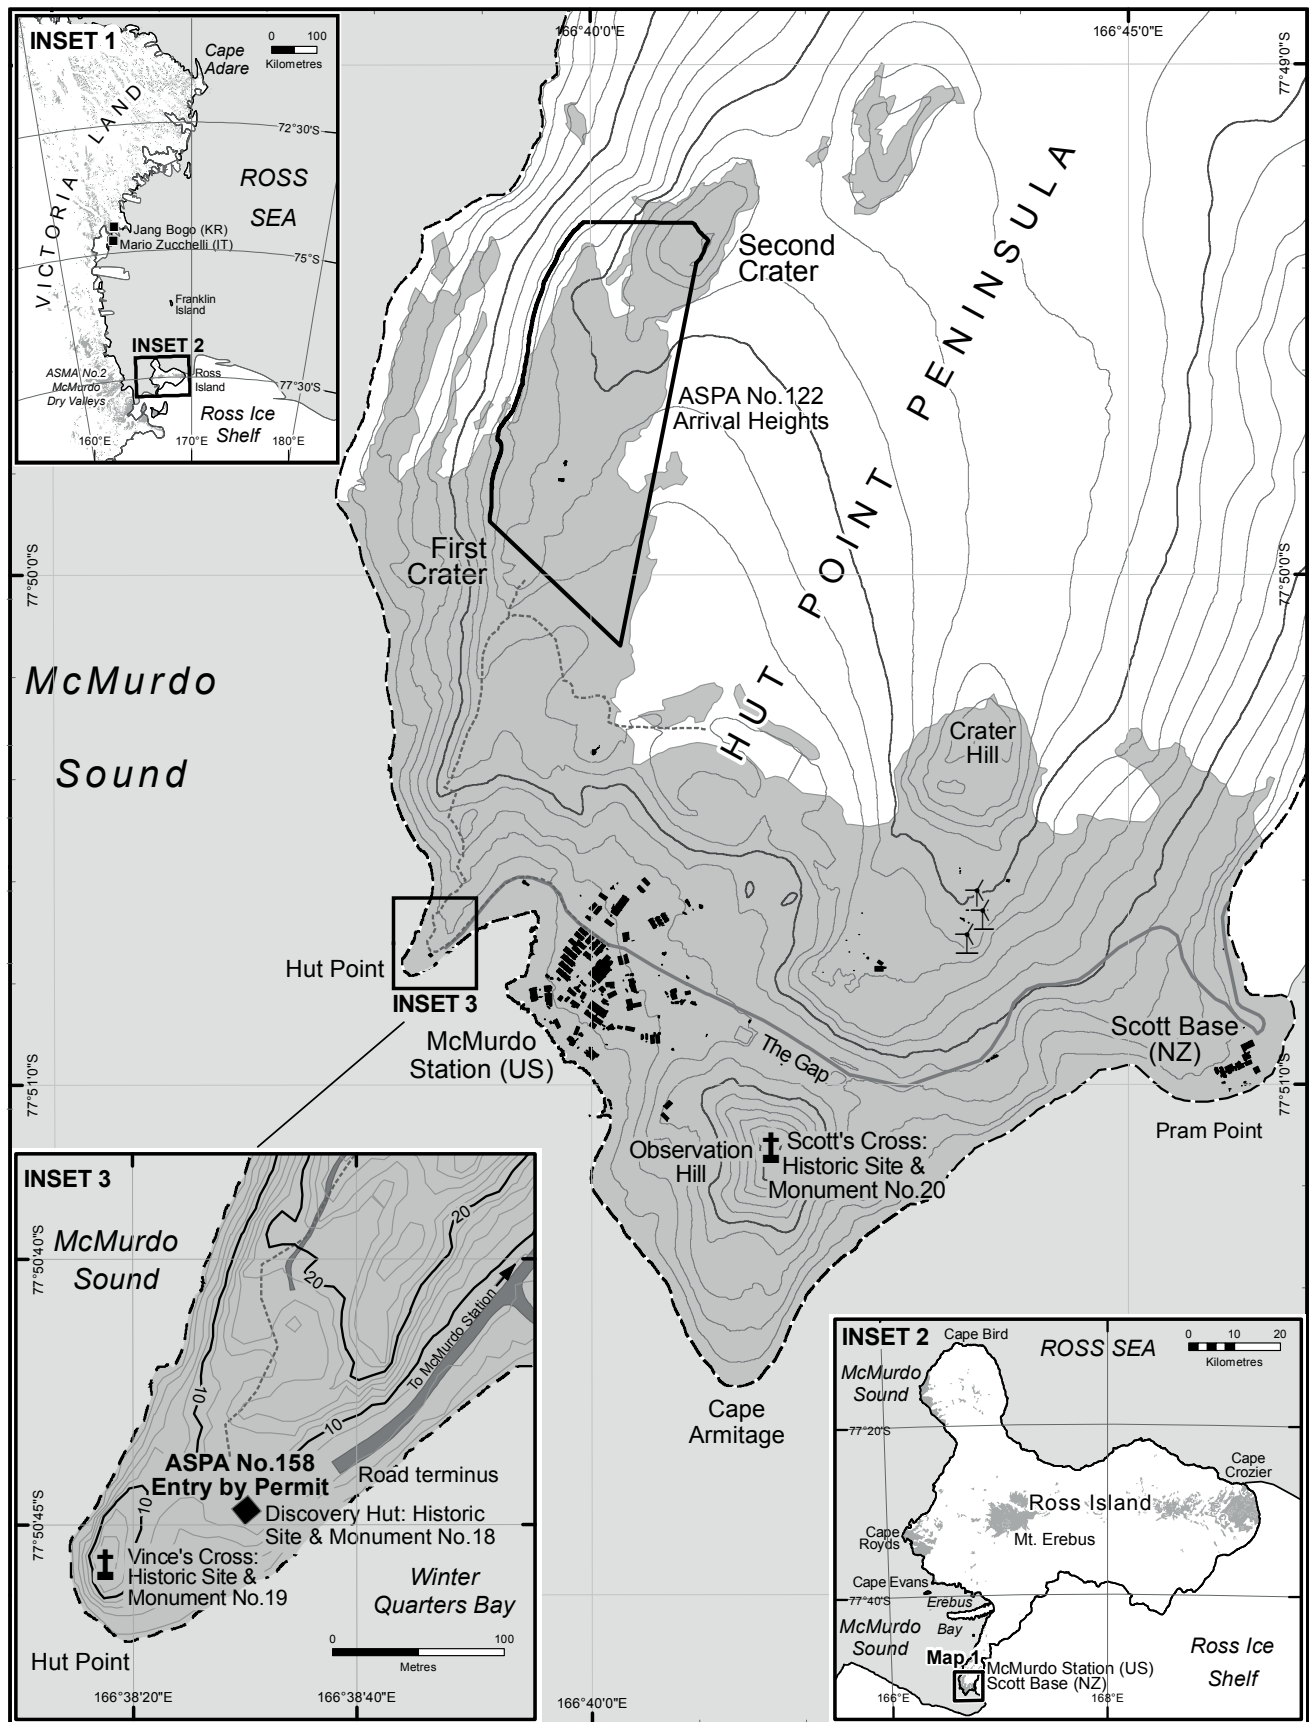 INSET 1
0 100
Kilometres
Cape
Adare
VICTORIA LAND
72°30'S
ROSS
SEA
Jang Bogo (KR)
Mario Zucchelli (IT)
75°S
Franklin
Island
INSET 2
ASMA No.2
McMurdo
Dry Valleys
Ross
Island
77°30'S
Ross Ice
Shelf
160°E
170°E
180°E
166°40'0"E
166°45'0"E
77°49'0"S
Second
Crater
HUT POINT PENINSULA
ASPA No.122
Arrival Heights
First
Crater
77°50'0"S
77°50'0"S
McMurdo
Sound
Crater
Hill
Hut Point
INSET 3
McMurdo
Station (US)
The Gap
Scott Base
(NZ)
77°51'0"S
77°51'0"S
Pram Point
Observation
Hill
Scott's Cross:
Historic Site &
Monument No.20
Cape
Armitage
166°40'0"E
INSET 3
McMurdo
Sound
77°50'40"S
20
20
To McMurdo Station
10
10
ASPA No.158
Entry by Permit
Road terminus
10
Discovery Hut: Historic
Site & Monument No.18
77°50'45"S
Vince's Cross:
Historic Site &
Monument No.19
Winter
Quarters Bay
0 100
Metres
Hut Point
166°38'20"E
166°38'40"E
INSET 2
Cape Bird
ROSS SEA
0 10 20
Kilometres
McMurdo
Sound
77°20'S
Cape
Crozier
Ross Island
Cape
Royds
Mt. Erebus
Cape Evans
77°40'S
Erebus
Bay
McMurdo
Sound
Ross Ice
Shelf
Map 1
McMurdo Station (US)
Scott Base (NZ)
166°E
168°E